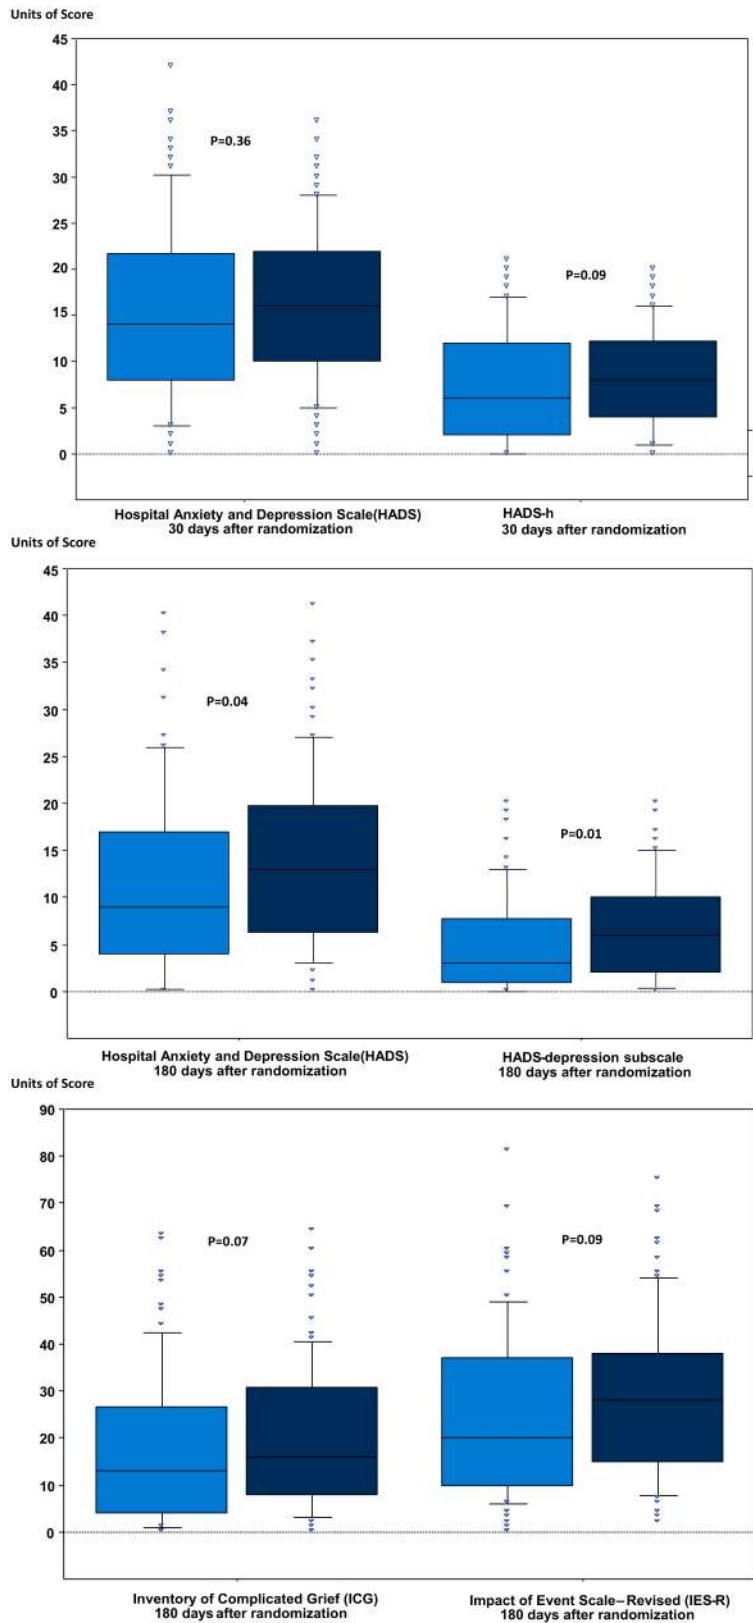 Units of Score
45
40
35
30
25
20
15
10
5
0
P=0.36
P=0.09
Hospital Anxiety and Depression Scale(HADS)
30 days after randomization
HADS-h
30 days after randomization
Units of Score
45
40
35
30
25
20
15
10
5
0
P=0.04
P=0.01
Hospital Anxiety and Depression Scale(HADS)
180 days after randomization
HADS-depression subscale
180 days after randomization
Units of Score
90
80
70
60
50
40
30
20
10
0
P=0.07
P=0.09
Inventory of Complicated Grief (ICG)
180 days after randomization
Impact of Event Scale–Revised (IES-R)
180 days after randomization